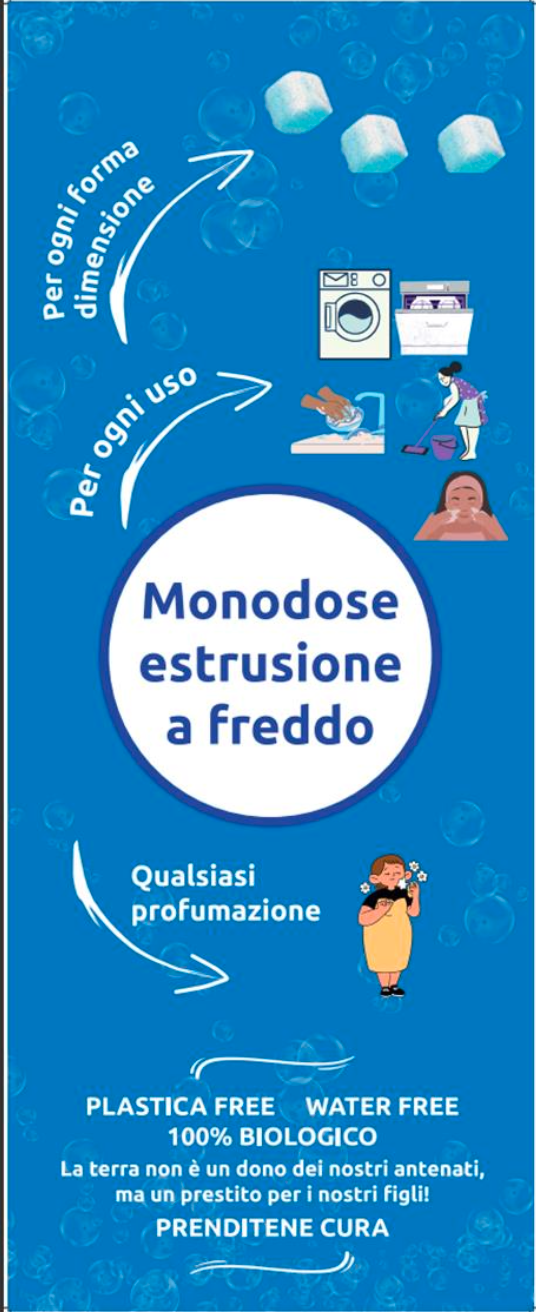 Per ogni forma
dimensione
Per ogni uso
Monodose
estrusione
a freddo
Qualsiasi
profumazione
PLASTICA FREE WATER FREE
100% BIOLOGICO
La terra non è un dono dei nostri antenati,
ma un prestito per i nostri figli!
PRENDITENE CURA